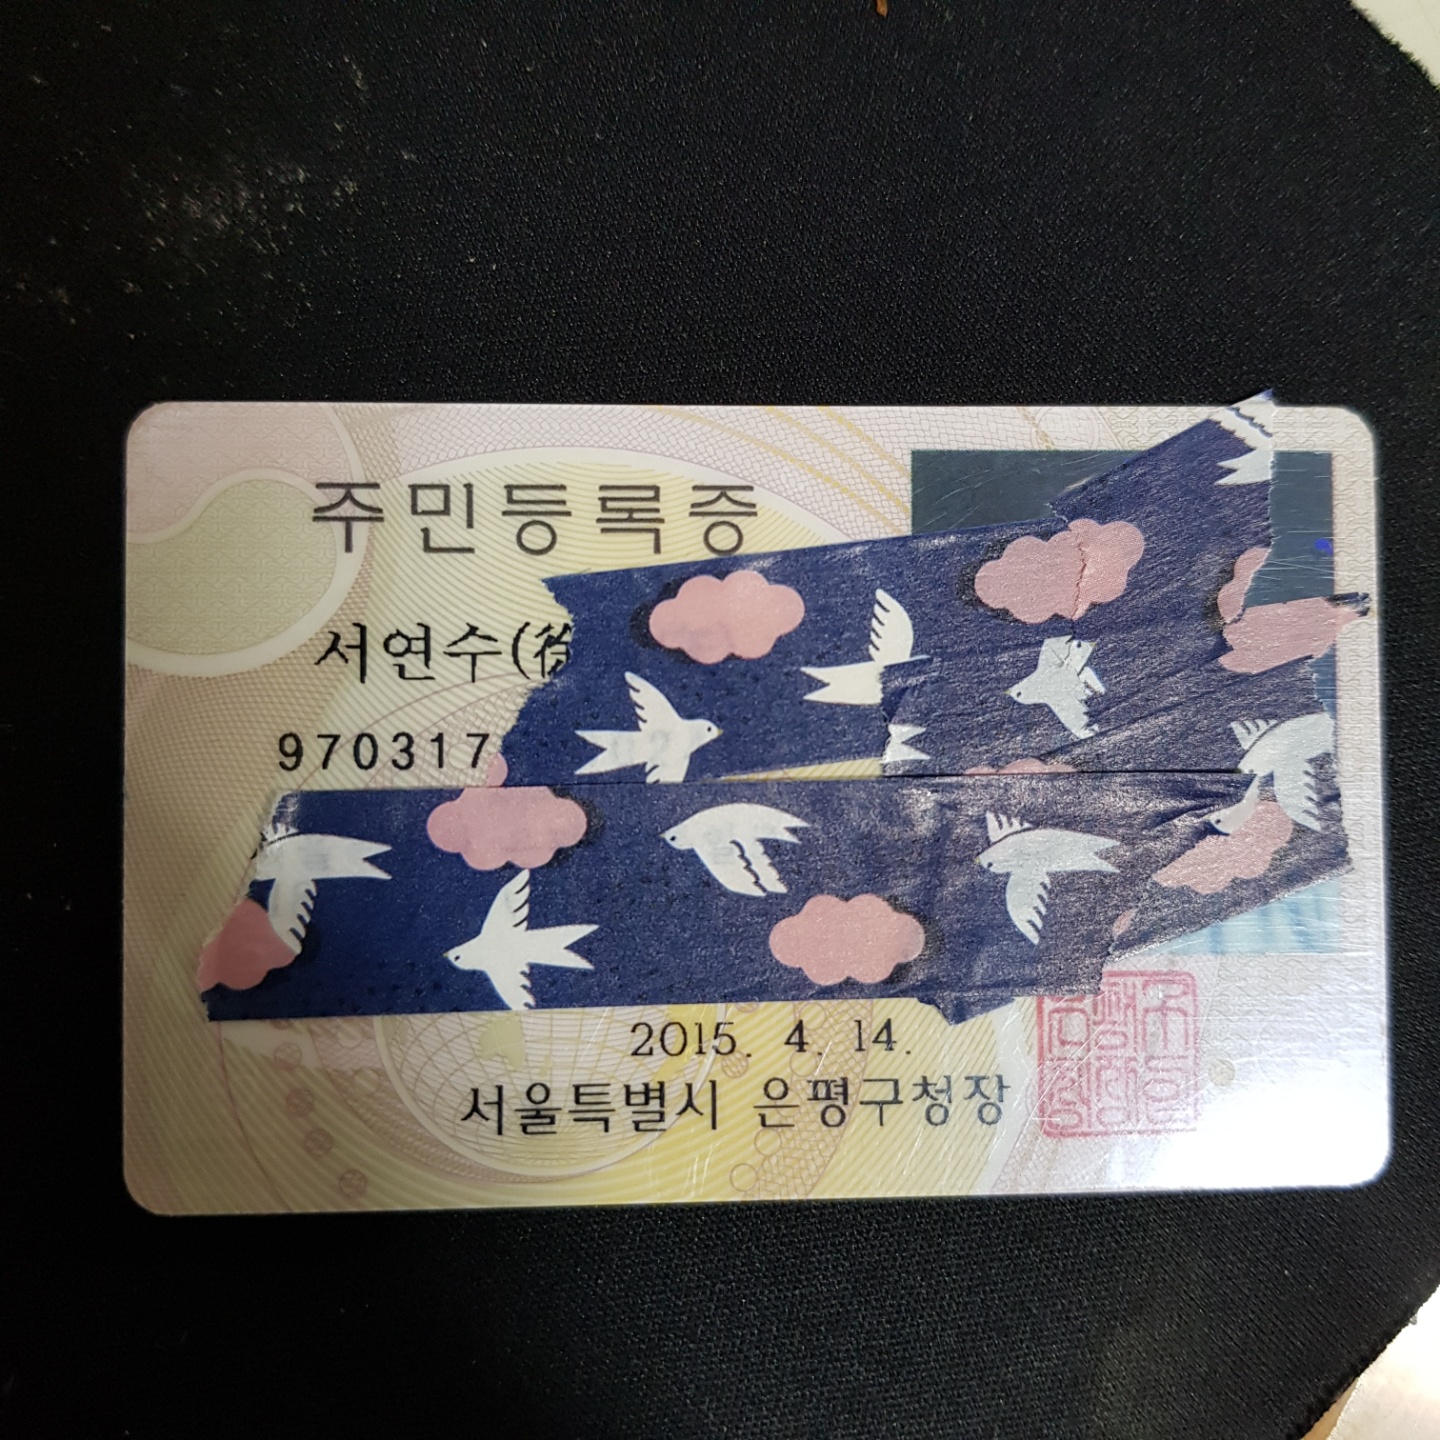 주민등록증
서연수(徐
970317
2015. 4. 14.
서울특별시 은평구청장